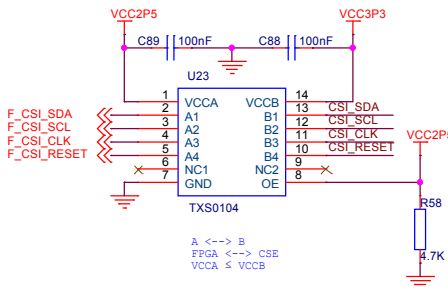 VCC2P5 VCC3P3
C89 100nF C88 100nF
U23
1 VCCA VCCB 14
F_CSI_SDA 2 A1 B1 13 CSI_SDA
F_CSI_SCL 3 A2 B2 12 CSI_SCL
F_CSI_CLK 4 A3 B3 11 CSI_CLK
F_CSI_RESET 5 A4 B4 10 CSI_RESET
6 NC1 NC2 9
7 GND OE 8
VCC2P
TXS0104
R58
4.7K
A <--> B
FPGA <--> CSE
VCCA ≤ VCCB